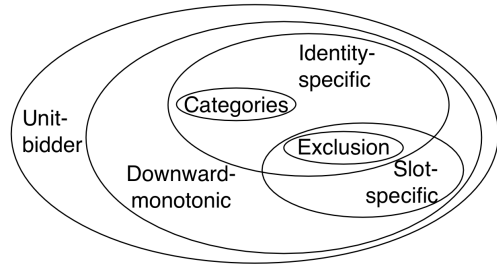 Identity-
specific
Categories
Unit-
bidder
Exclusion
Downward-
monotonic
Slot-
specific